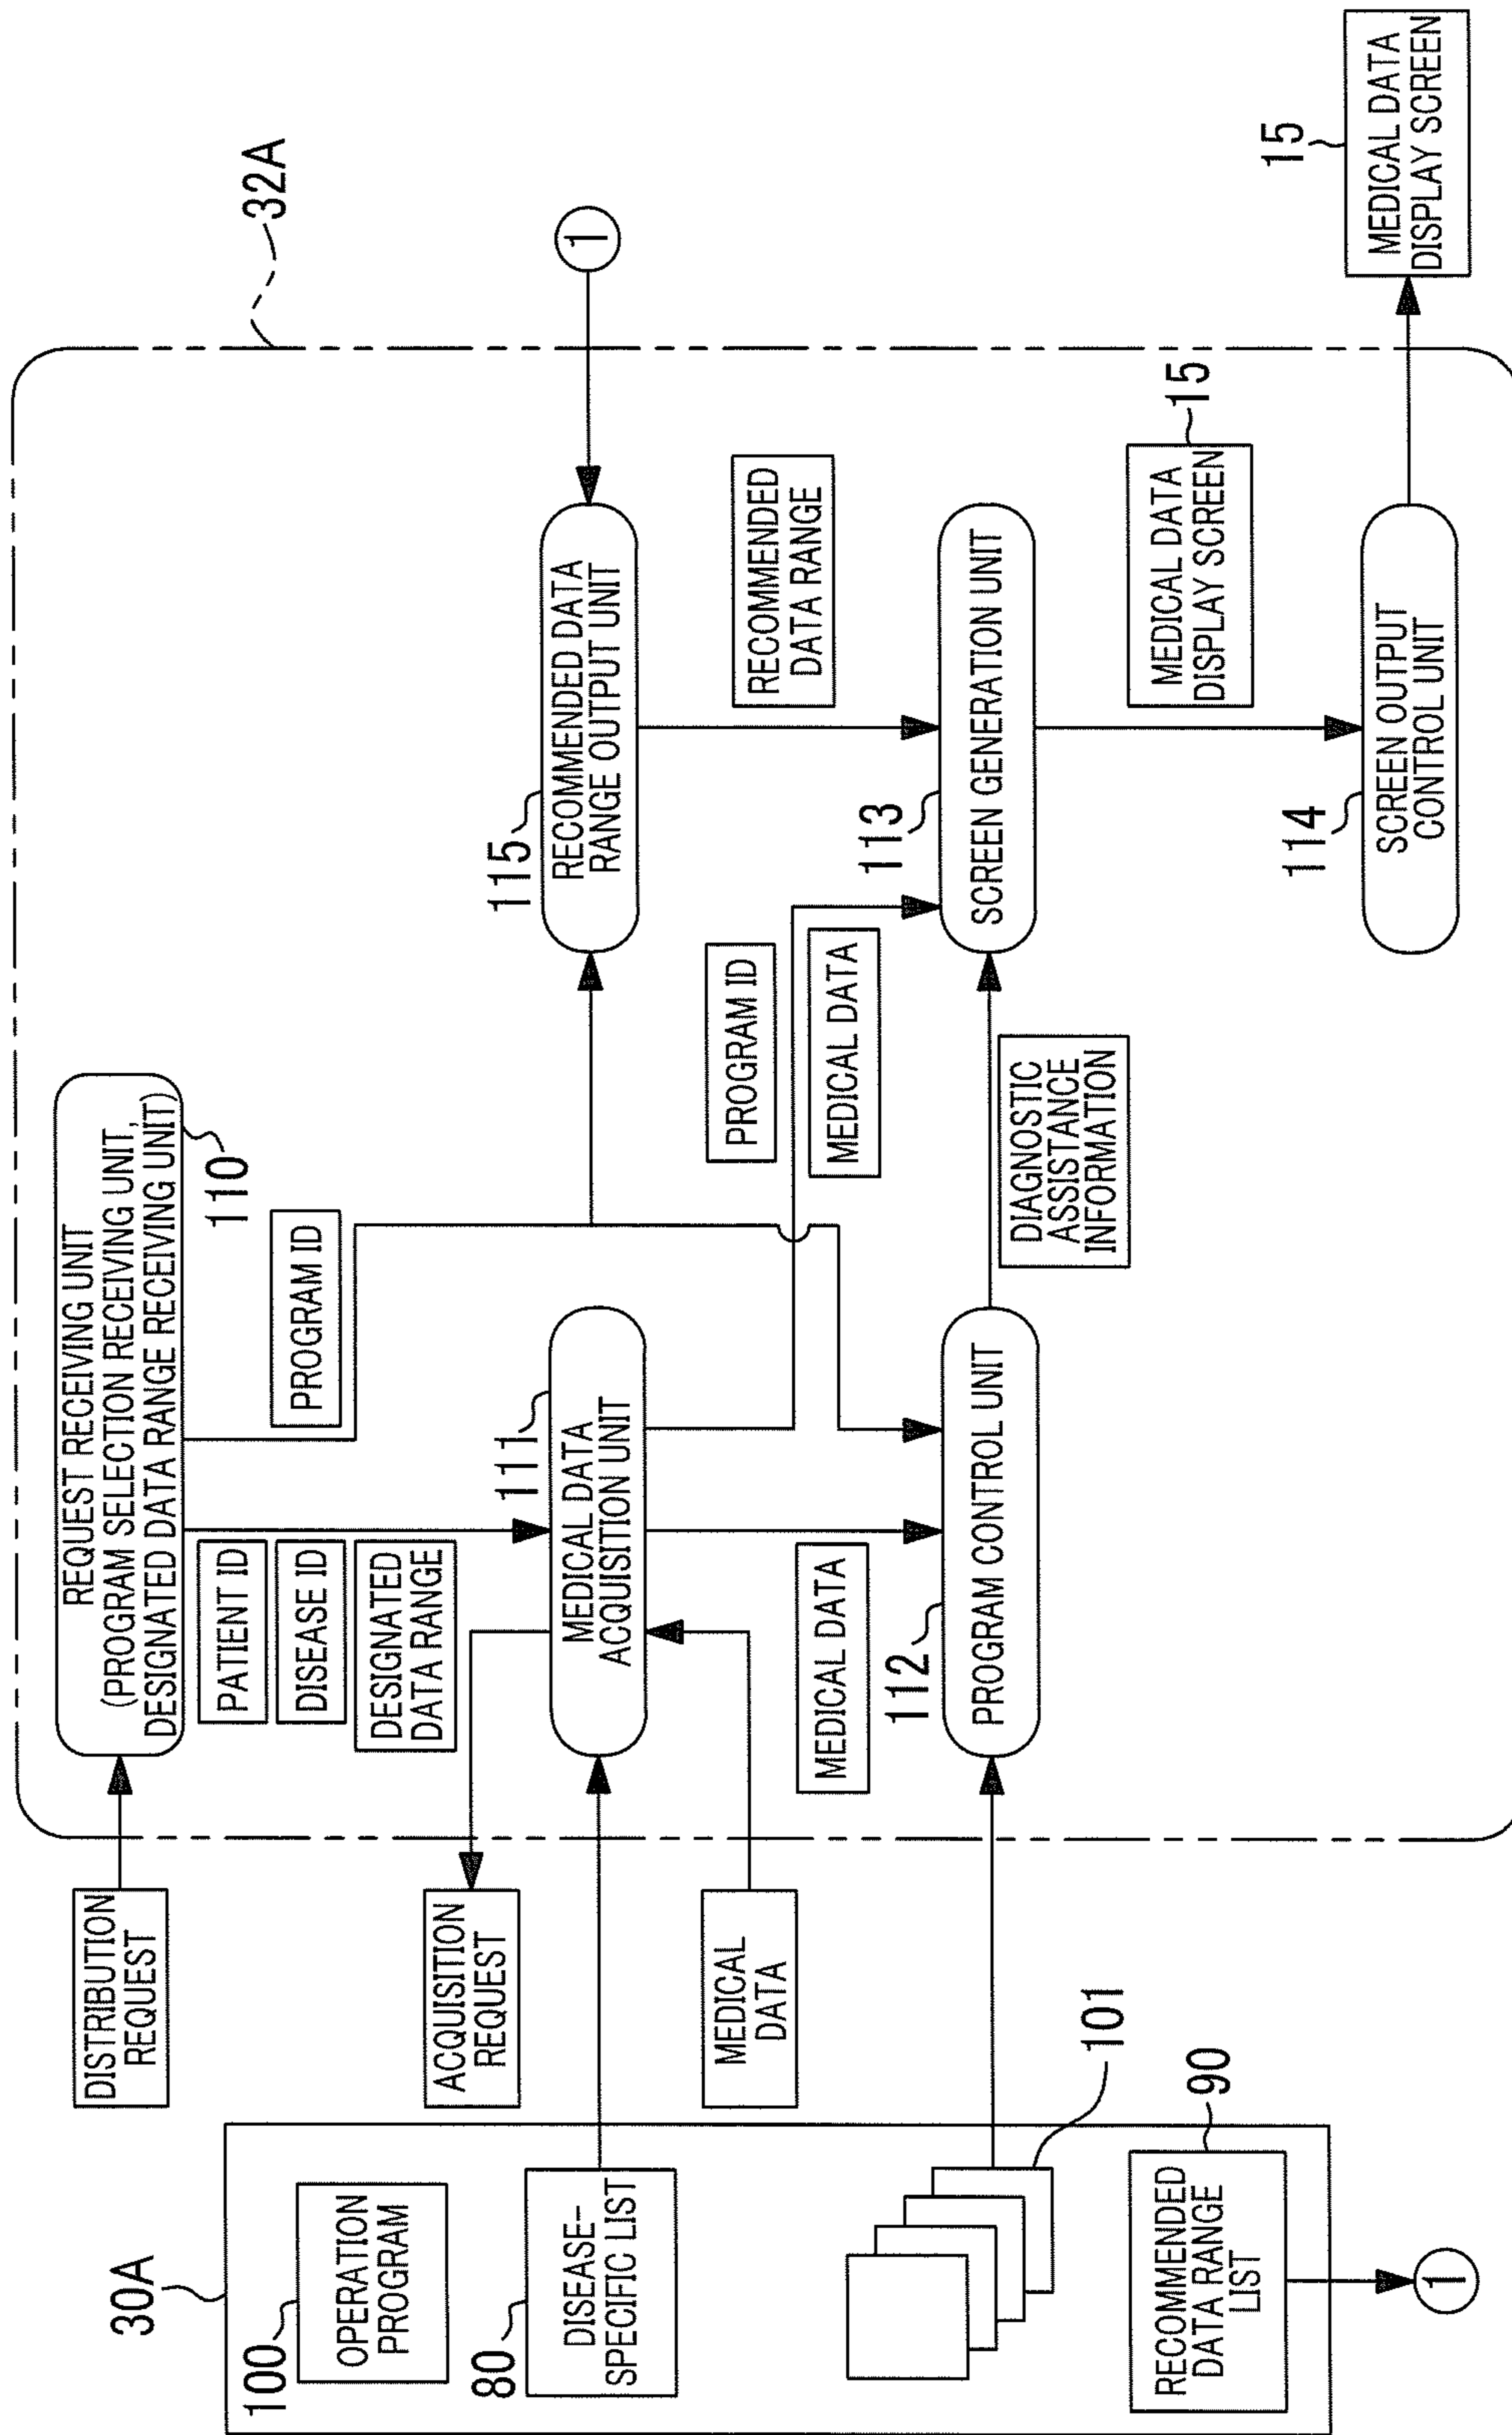 30A
100
OPERATION
PROGRAM
80
DISEASE-
SPECIFIC LIST
101
90
RECOMMENDED
DATA RANGE
LIST
1
DISTRIBUTION
REQUEST
ACQUISITION
REQUEST
MEDICAL
DATA
32A
REQUEST RECEIVING UNIT
(PROGRAM SELECTION RECEIVING UNIT,
DESIGNATED DATA RANGE RECEIVING UNIT)
110
PATIENT ID
DISEASE ID
DESIGNATED
DATA RANGE
PROGRAM ID
111
MEDICAL DATA
ACQUISITION UNIT
MEDICAL DATA
112
PROGRAM CONTROL UNIT
DIAGNOSTIC
ASSISTANCE
INFORMATION
PROGRAM ID
MEDICAL DATA
115
RECOMMENDED DATA
RANGE OUTPUT UNIT
1
RECOMMENDED
DATA RANGE
113
SCREEN GENERATION UNIT
MEDICAL DATA
DISPLAY SCREEN
15
114
SCREEN OUTPUT
CONTROL UNIT
15
MEDICAL DATA
DISPLAY SCREEN